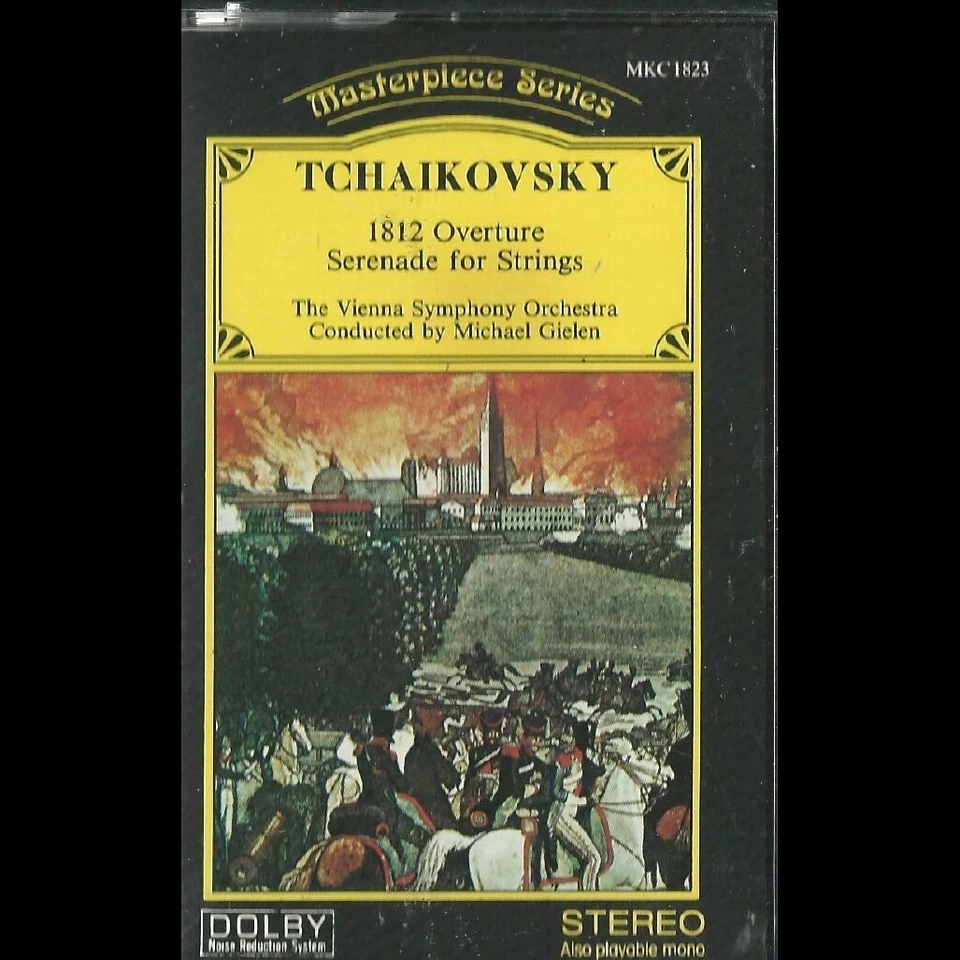 MKC 1823
Masterpiece Series
TCHAIKOVSKY
1812 Overture
Serenade for Strings
The Vienna Symphony Orchestra
Conducted by Michael Gielen
DOLBY
Noise Reduction System
STEREO
Also playable mono